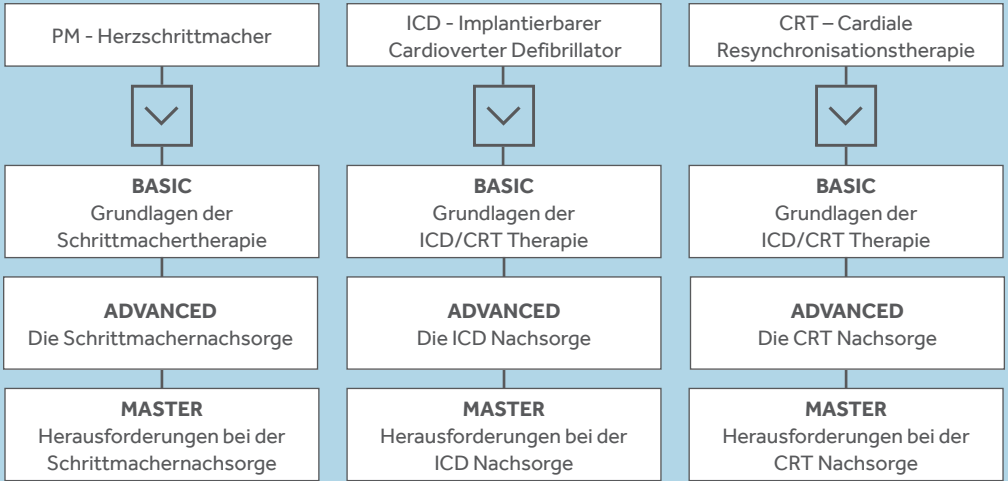 PM - Herzschrittmacher
ICD - Implantierbarer
Cardioverter Defibrillator
CRT – Cardiale
Resynchronisationstherapie
BASIC
Grundlagen der
Schrittmachertherapie
BASIC
Grundlagen der
ICD/CRT Therapie
BASIC
Grundlagen der
ICD/CRT Therapie
ADVANCED
Die Schrittmachernachsorge
ADVANCED
Die ICD Nachsorge
ADVANCED
Die CRT Nachsorge
MASTER
Herausforderungen bei der
Schrittmachernachsorge
MASTER
Herausforderungen bei der
ICD Nachsorge
MASTER
Herausforderungen bei der
CRT Nachsorge